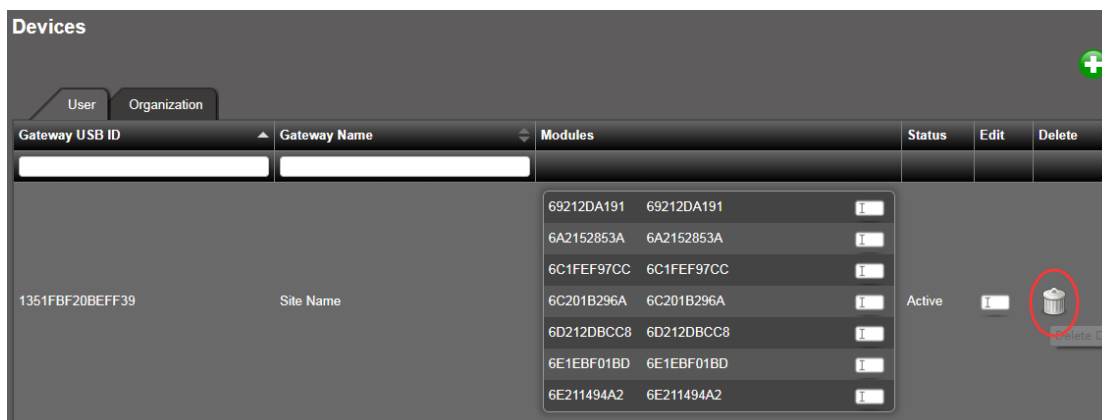 Devices
User Organization
Gateway USB ID Gateway Name Modules Status Edit Delete
69212DA191 69212DA191
6A2152853A 6A2152853A
6C1FEF97CC 6C1FEF97CC
1351FBF20BEFF39 Site Name 6C201B296A 6C201B296A Active
6D212DBCC8 6D212DBCC8
Delete D
6E1EBF01BD 6E1EBF01BD
6E211494A2 6E211494A2